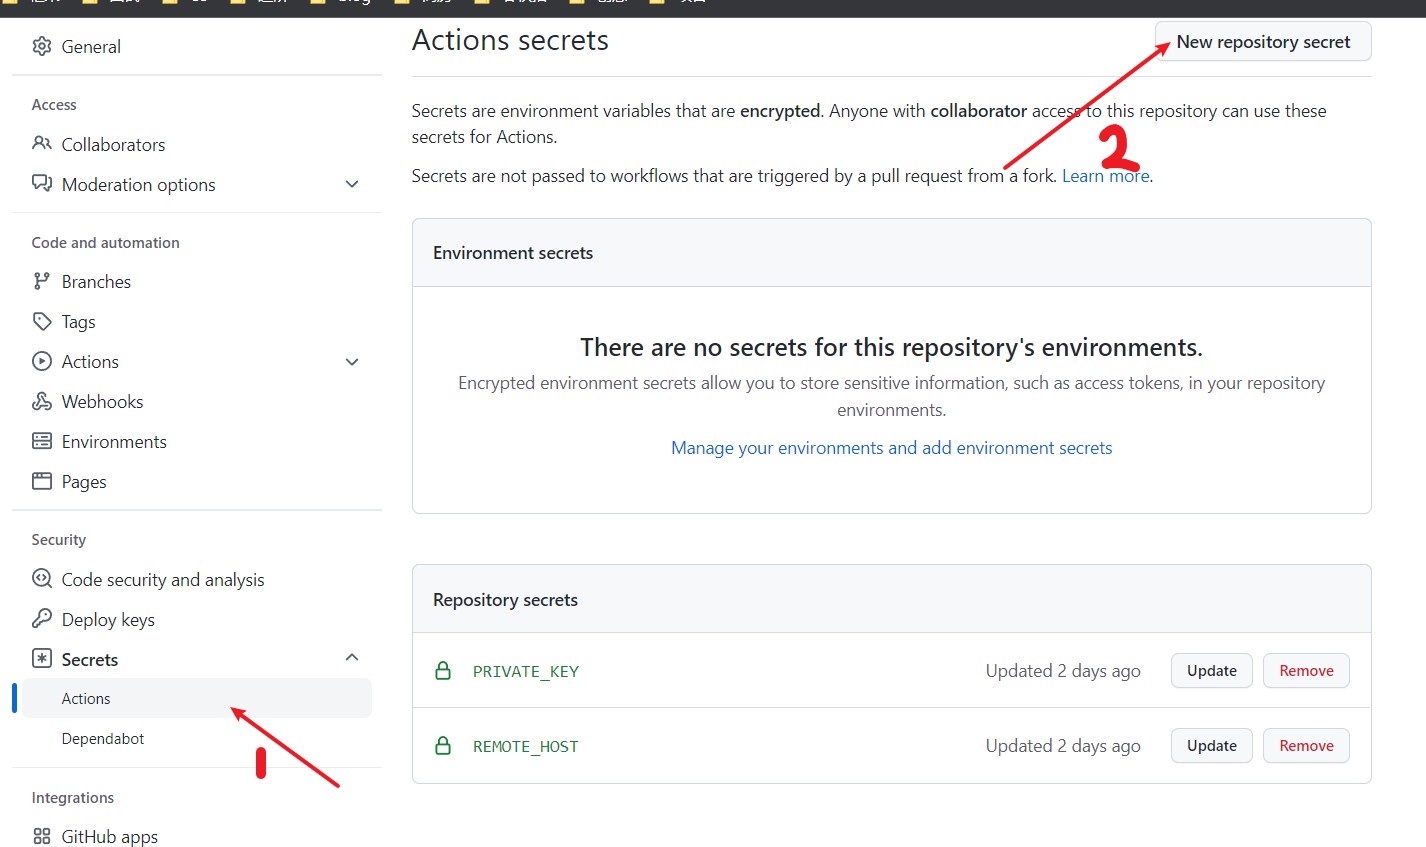 General
Access
Collaborators
Moderation options
Code and automation
Branches
Tags
Actions
Webhooks
Environments
Pages
Security
Code security and analysis
Deploy keys
Secrets
Actions
Dependabot
Integrations
GitHub apps
Actions secrets
New repository secret
Secrets are environment variables that are encrypted. Anyone with collaborator access to this repository can use these
secrets for Actions.
Secrets are not passed to workflows that are triggered by a pull request from a fork. Learn more.
Environment secrets
There are no secrets for this repository's environments.
Encrypted environment secrets allow you to store sensitive information, such as access tokens, in your repository
environments.
Manage your environments and add environment secrets
Repository secrets
PRIVATE_KEY Updated 2 days ago Update Remove
REMOTE_HOST Updated 2 days ago Update Remove
1
2